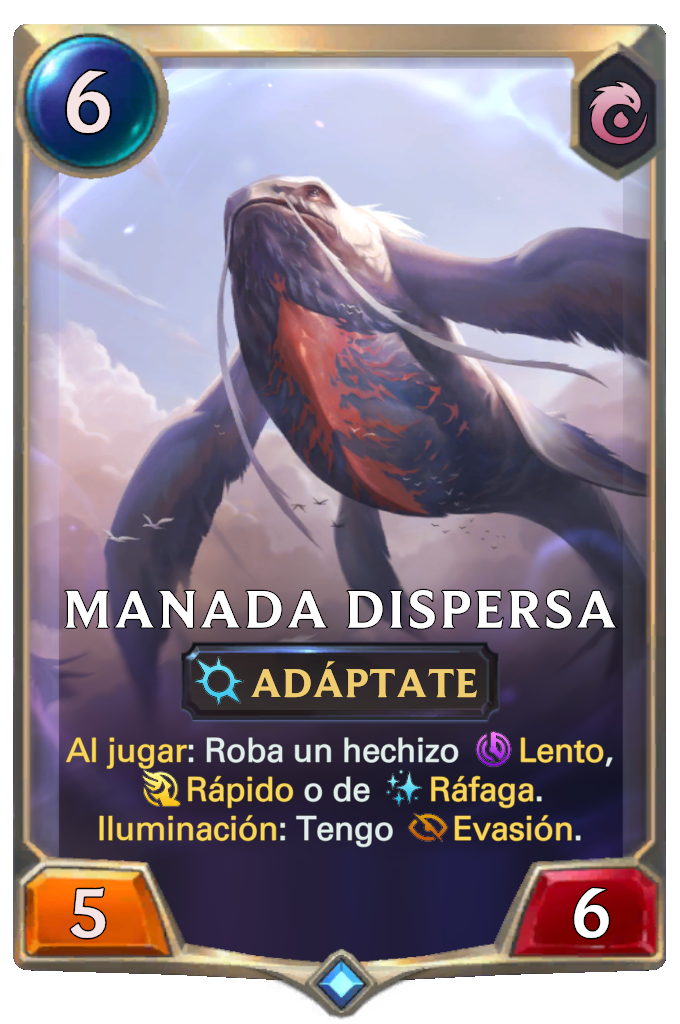 6
MANADA DISPERSA
ADÁPTATE
Al jugar: Roba un hechizo Lento,
Rápido o de Ráfaga.
Iluminación: Tengo Evasión.
5
6